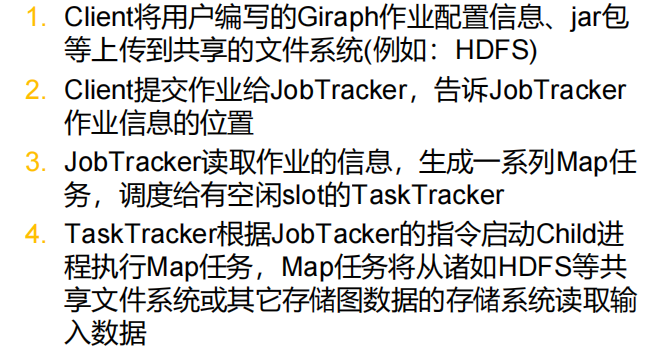 1. Client将用户编写的Giraph作业配置信息、jar包
等上传到共享的文件系统(例如：HDFS)
2. Client提交作业给JobTracker，告诉JobTracker
作业信息的位置
3. JobTracker读取作业的信息，生成一系列Map任
务，调度给有空闲slot的TaskTracker
4. TaskTracker根据JobTacker的指令启动Child进
程执行Map任务，Map任务将从诸如HDFS等共
享文件系统或其它存储图数据的存储系统读取输
入数据